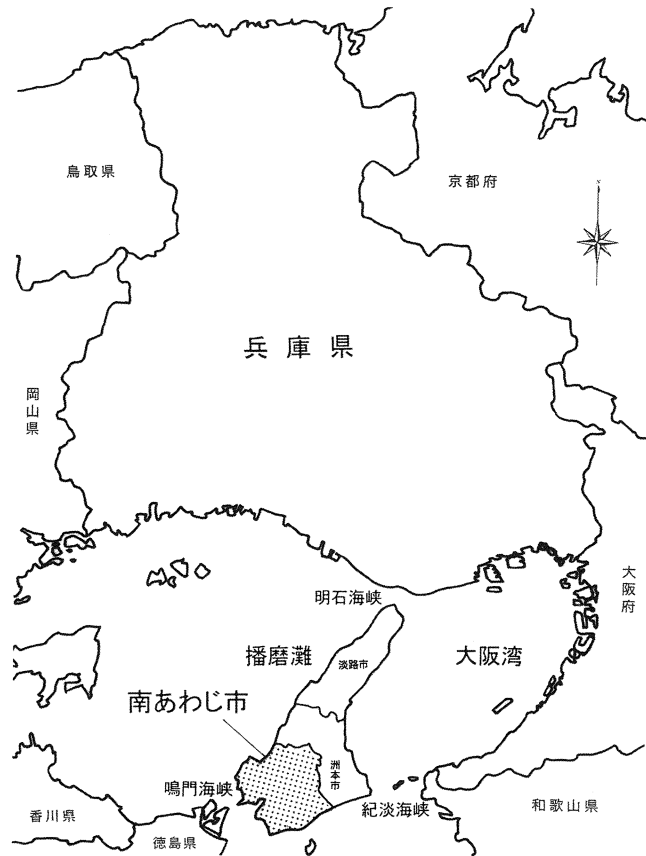 鳥取県
京都府
N
兵庫県
岡山県
大阪府
明石海峡
播磨灘
淡路市
大阪湾
南あわじ市
洲本市
鳴門海峡
紀淡海峡
香川県
徳島県
和歌山県